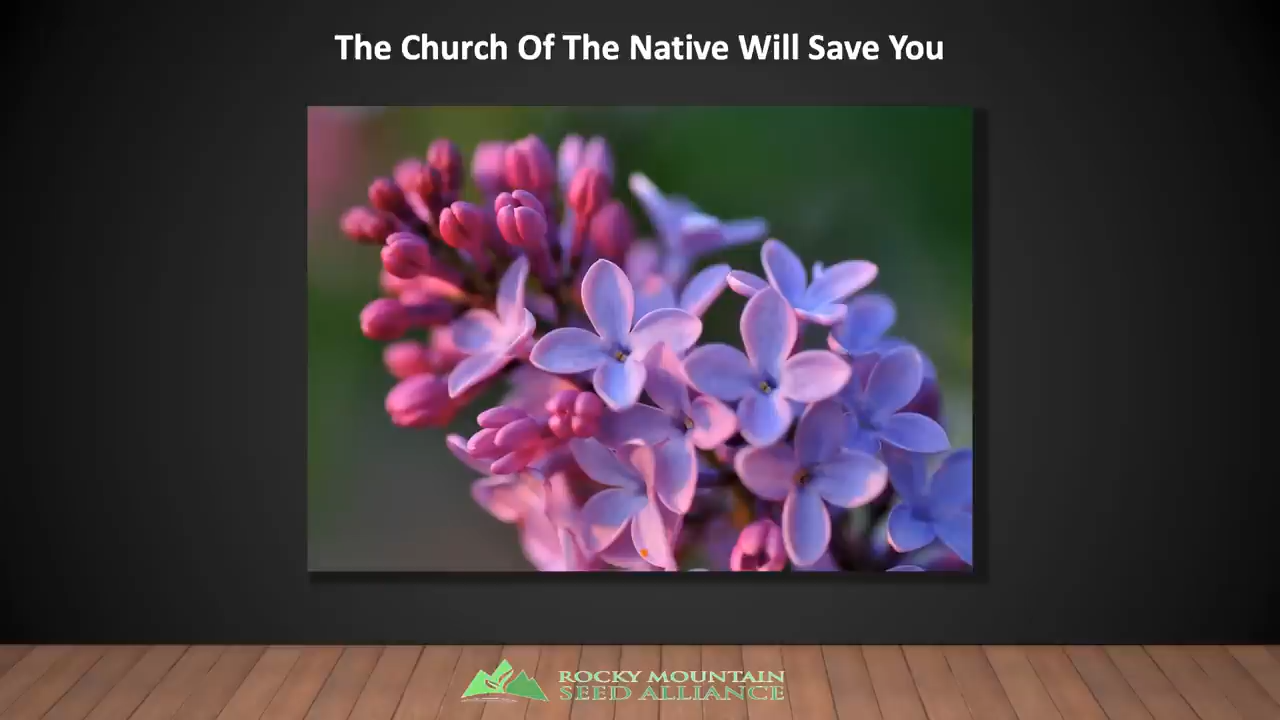 The Church Of The Native Will Save You
ROCKY MOUNTAIN
SEED ALLIANCE